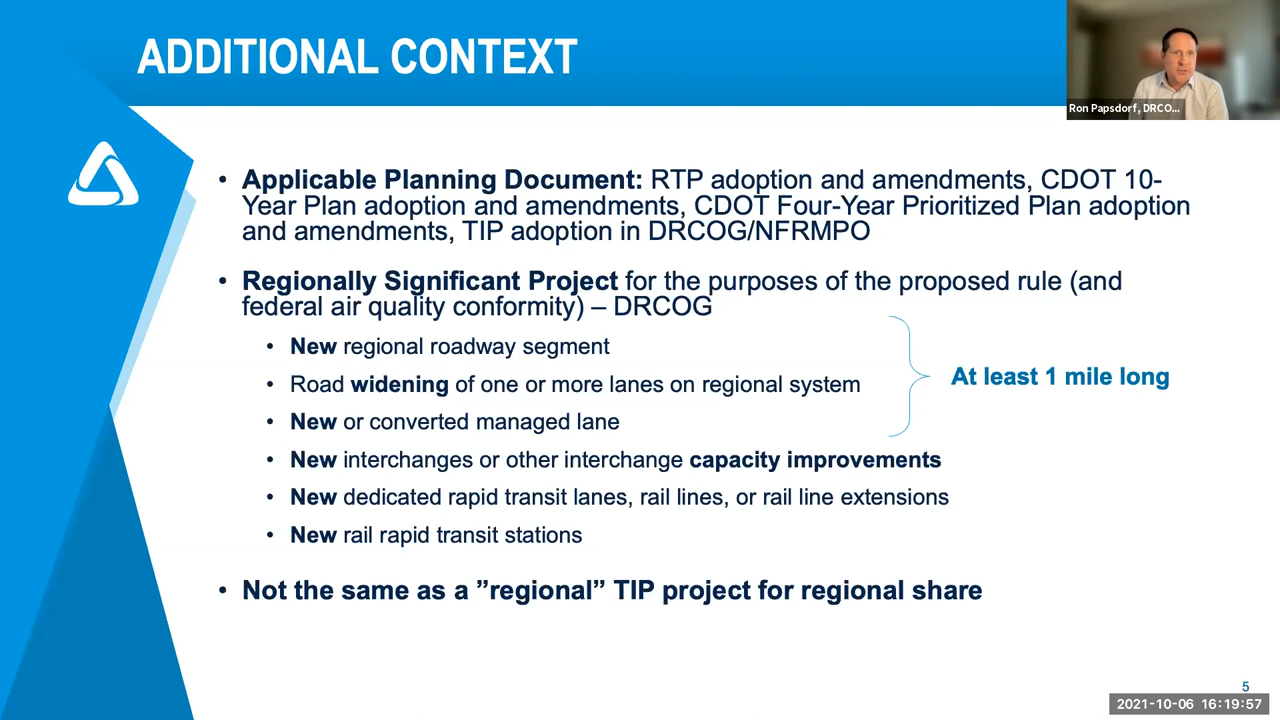 ADDITIONAL CONTEXT
Ron Papsdorf, DRCO...
• Applicable Planning Document: RTP adoption and amendments, CDOT 10-
Year Plan adoption and amendments, CDOT Four-Year Prioritized Plan adoption
and amendments, TIP adoption in DRCOG/NFRMPO
• Regionally Significant Project for the purposes of the proposed rule (and
federal air quality conformity) – DRCOG
• New regional roadway segment
• Road widening of one or more lanes on regional system
• New or converted managed lane
At least 1 mile long
• New interchanges or other interchange capacity improvements
• New dedicated rapid transit lanes, rail lines, or rail line extensions
• New rail rapid transit stations
• Not the same as a ”regional” TIP project for regional share
5
2021-10-06 16:19:57